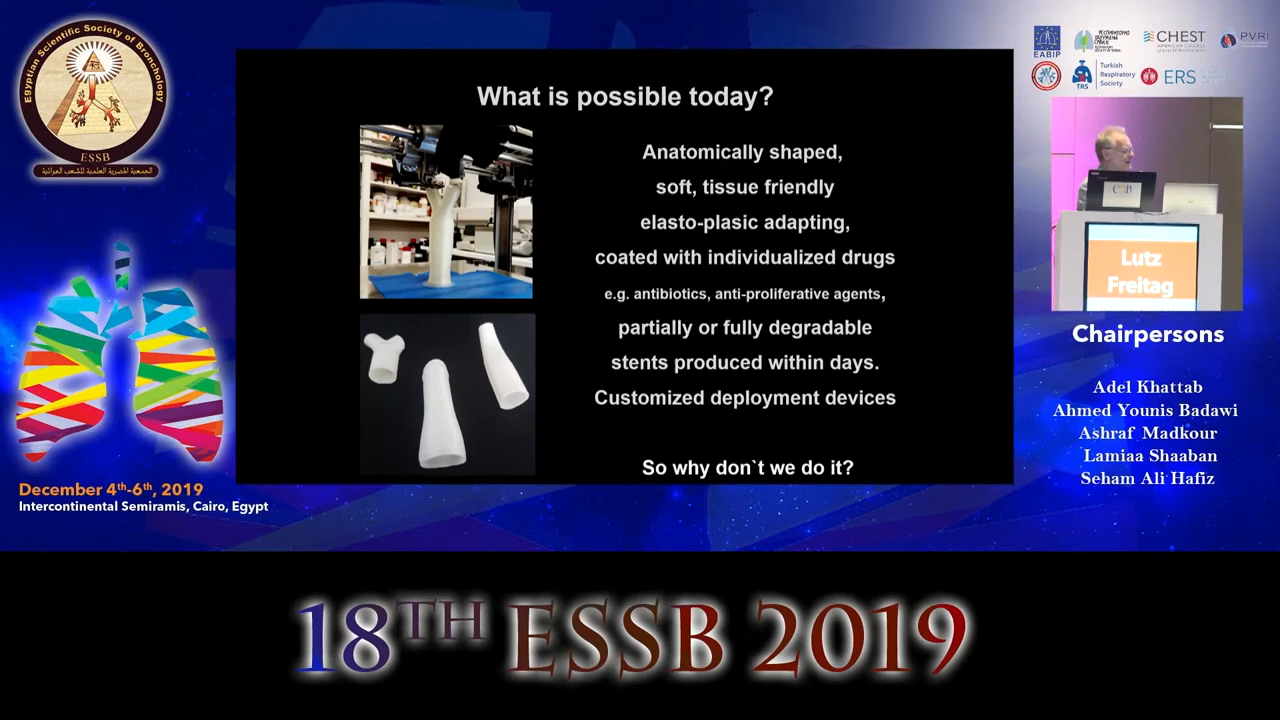 Egyptian Scientific Society of Bronchology
ESSB
الجمعية المصرية العلمية للشعب الهوائية
December 4th-6th, 2019
Intercontinental Semiramis, Cairo, Egypt
What is possible today?
Anatomically shaped,
soft, tissue friendly
elasto-plasic adapting,
coated with individualized drugs
e.g. antibiotics, anti-proliferative agents,
partially or fully degradable
stents produced within days.
Customized deployment devices
So why don`t we do it?
EABIP
CHEST
PVRI
TRS
Turkish
Respiratory
Society
ERS
Lutz
Freitag
Chairpersons
Adel Khattab
Ahmed Younis Badawi
Ashraf Madkour
Lamiaa Shaaban
Seham Ali Hafiz
18TH ESSB 2019